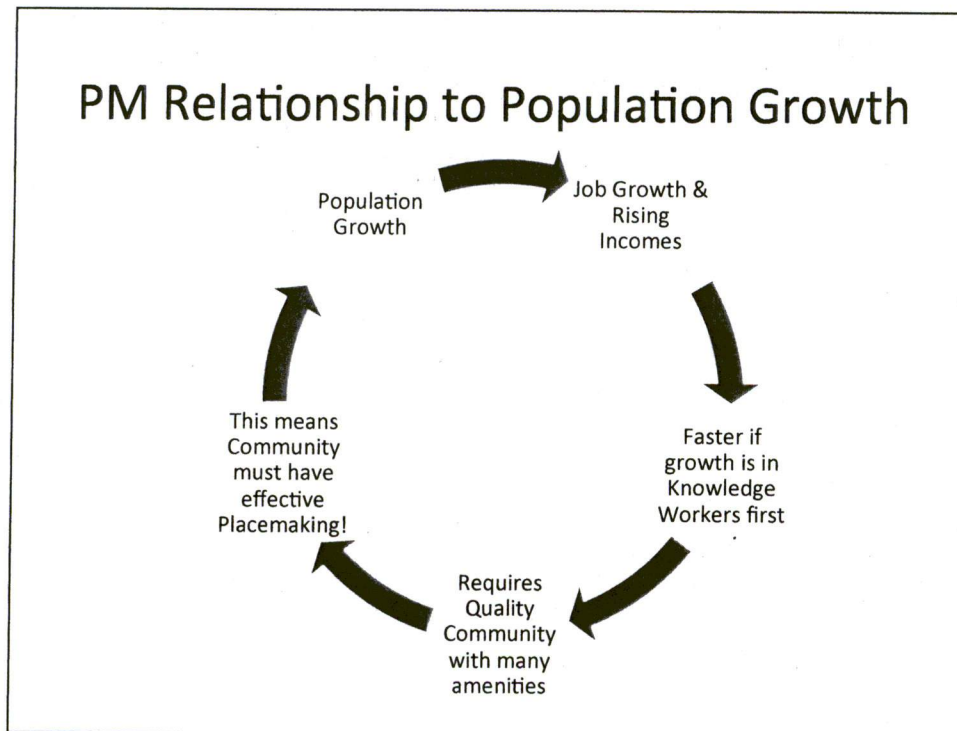 PM Relationship to Population Growth
Population
Growth
Job Growth &
Rising
Incomes
Faster if
growth is in
Knowledge
Workers first
Requires
Quality
Community
with many
amenities
This means
Community
must have
effective
Placemaking!